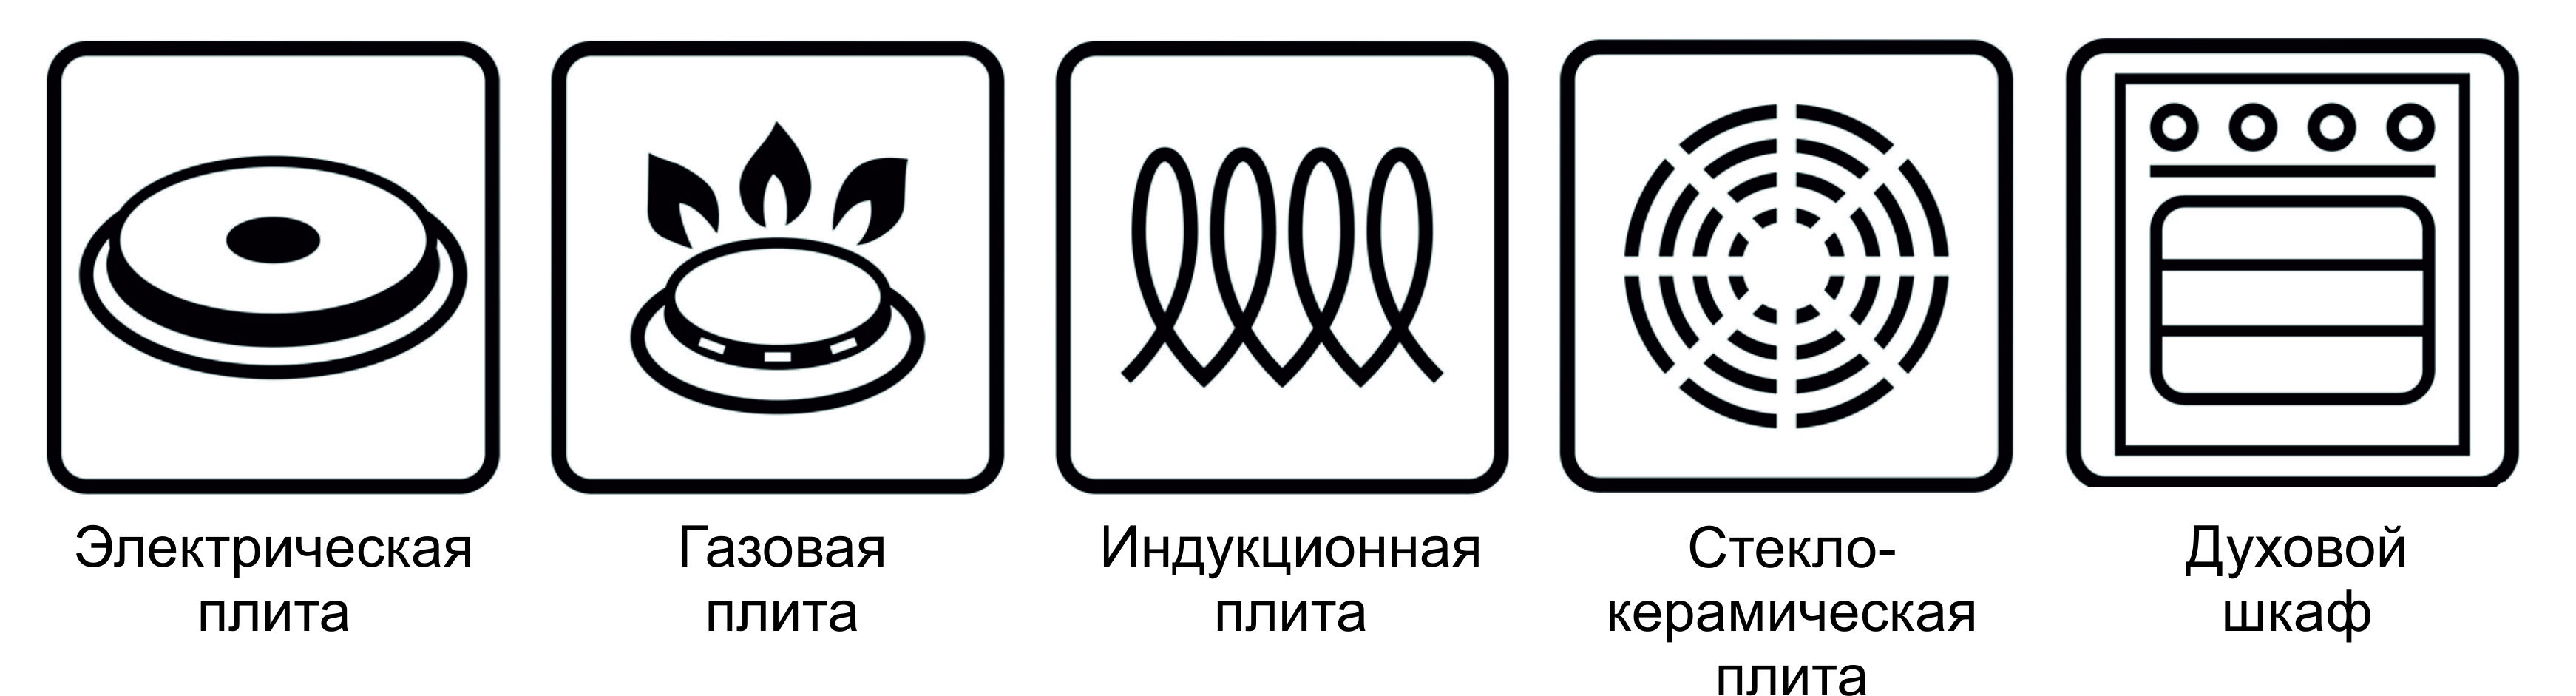 Электрическая
плита
Газовая
плита
Индукционная
плита
Стекло-
керамическая
плита
Духовой
шкаф